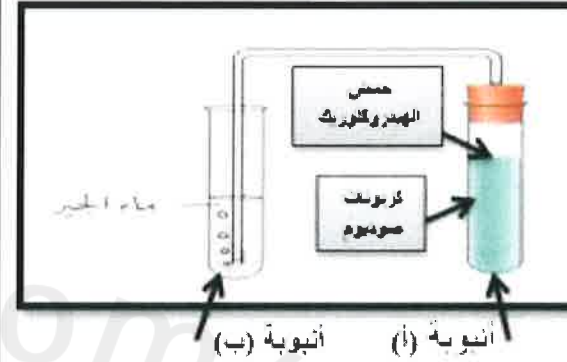 حمض
الهيدروكلوريك
كربونات
صوديوم
ماء الجير
أنبوبة (أ)
أنبوبة (ب)